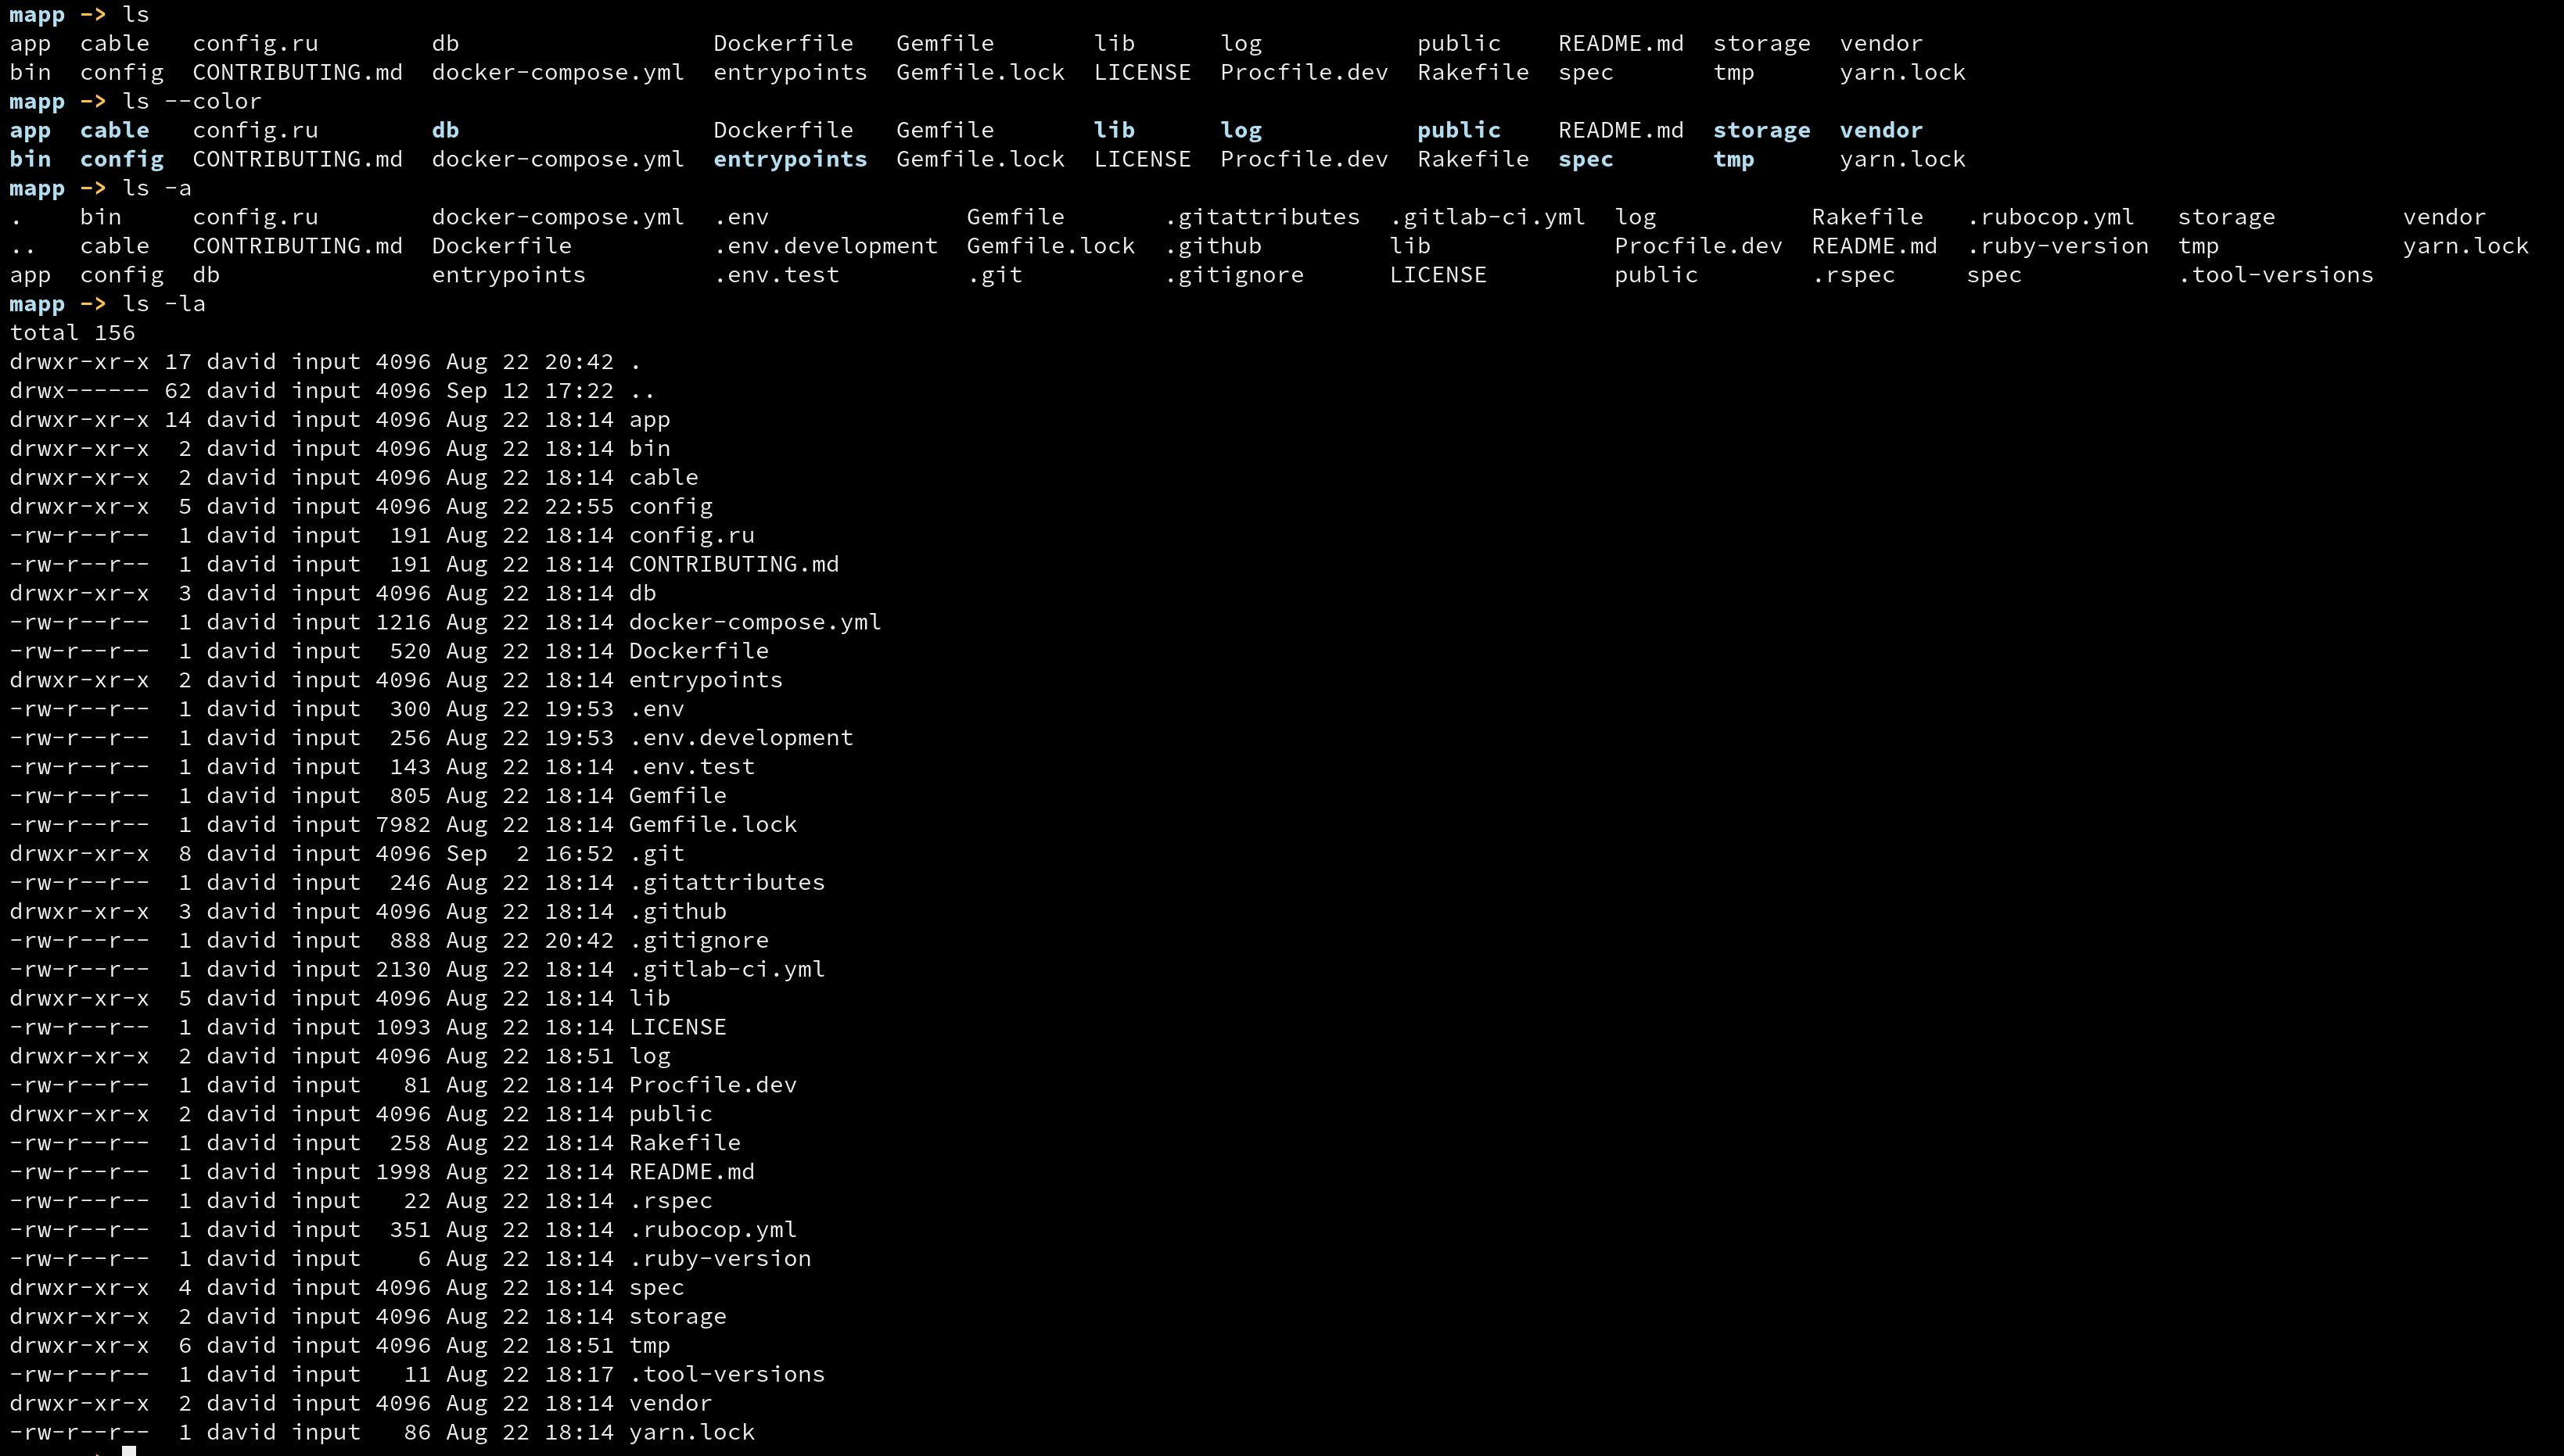 mapp -> ls
app  cable   config.ru        db                  Dockerfile   Gemfile       lib      log           public    README.md  storage  vendor
bin  config  CONTRIBUTING.md  docker-compose.yml  entrypoints  Gemfile.lock  LICENSE  Procfile.dev  Rakefile  spec       tmp      yarn.lock
mapp -> ls --color
app  cable   config.ru        db                  Dockerfile   Gemfile       lib      log           public    README.md  storage  vendor
bin  config  CONTRIBUTING.md  docker-compose.yml  entrypoints  Gemfile.lock  LICENSE  Procfile.dev  Rakefile  spec       tmp      yarn.lock
mapp -> ls -a
.    bin     config.ru        docker-compose.yml  .env              Gemfile       .gitattributes  .gitlab-ci.yml  log           Rakefile   .rubocop.yml   storage         vendor
..   cable   CONTRIBUTING.md  Dockerfile          .env.development  Gemfile.lock  .github         lib             Procfile.dev  README.md  .ruby-version  tmp             yarn.lock
app  config  db               entrypoints         .env.test         .git          .gitignore      LICENSE         public        .rspec     spec           .tool-versions
mapp -> ls -la
total 156
drwxr-xr-x 17 david input 4096 Aug 22 20:42 .
drwx------ 62 david input 4096 Sep 12 17:22 ..
drwxr-xr-x 14 david input 4096 Aug 22 18:14 app
drwxr-xr-x  2 david input 4096 Aug 22 18:14 bin
drwxr-xr-x  2 david input 4096 Aug 22 18:14 cable
drwxr-xr-x  5 david input 4096 Aug 22 22:55 config
-rw-r--r--  1 david input  191 Aug 22 18:14 config.ru
-rw-r--r--  1 david input  191 Aug 22 18:14 CONTRIBUTING.md
drwxr-xr-x  3 david input 4096 Aug 22 18:14 db
-rw-r--r--  1 david input 1216 Aug 22 18:14 docker-compose.yml
-rw-r--r--  1 david input  520 Aug 22 18:14 Dockerfile
drwxr-xr-x  2 david input 4096 Aug 22 18:14 entrypoints
-rw-r--r--  1 david input  300 Aug 22 19:53 .env
-rw-r--r--  1 david input  256 Aug 22 19:53 .env.development
-rw-r--r--  1 david input  143 Aug 22 18:14 .env.test
-rw-r--r--  1 david input  805 Aug 22 18:14 Gemfile
-rw-r--r--  1 david input 7982 Aug 22 18:14 Gemfile.lock
drwxr-xr-x  8 david input 4096 Sep  2 16:52 .git
-rw-r--r--  1 david input  246 Aug 22 18:14 .gitattributes
drwxr-xr-x  3 david input 4096 Aug 22 18:14 .github
-rw-r--r--  1 david input  888 Aug 22 20:42 .gitignore
-rw-r--r--  1 david input 2130 Aug 22 18:14 .gitlab-ci.yml
drwxr-xr-x  5 david input 4096 Aug 22 18:14 lib
-rw-r--r--  1 david input 1093 Aug 22 18:14 LICENSE
drwxr-xr-x  2 david input 4096 Aug 22 18:51 log
-rw-r--r--  1 david input   81 Aug 22 18:14 Procfile.dev
drwxr-xr-x  2 david input 4096 Aug 22 18:14 public
-rw-r--r--  1 david input  258 Aug 22 18:14 Rakefile
-rw-r--r--  1 david input 1998 Aug 22 18:14 README.md
-rw-r--r--  1 david input   22 Aug 22 18:14 .rspec
-rw-r--r--  1 david input  351 Aug 22 18:14 .rubocop.yml
-rw-r--r--  1 david input    6 Aug 22 18:14 .ruby-version
drwxr-xr-x  4 david input 4096 Aug 22 18:14 spec
drwxr-xr-x  2 david input 4096 Aug 22 18:14 storage
drwxr-xr-x  6 david input 4096 Aug 22 18:51 tmp
-rw-r--r--  1 david input   11 Aug 22 18:17 .tool-versions
drwxr-xr-x  2 david input 4096 Aug 22 18:14 vendor
-rw-r--r--  1 david input   86 Aug 22 18:14 yarn.lock